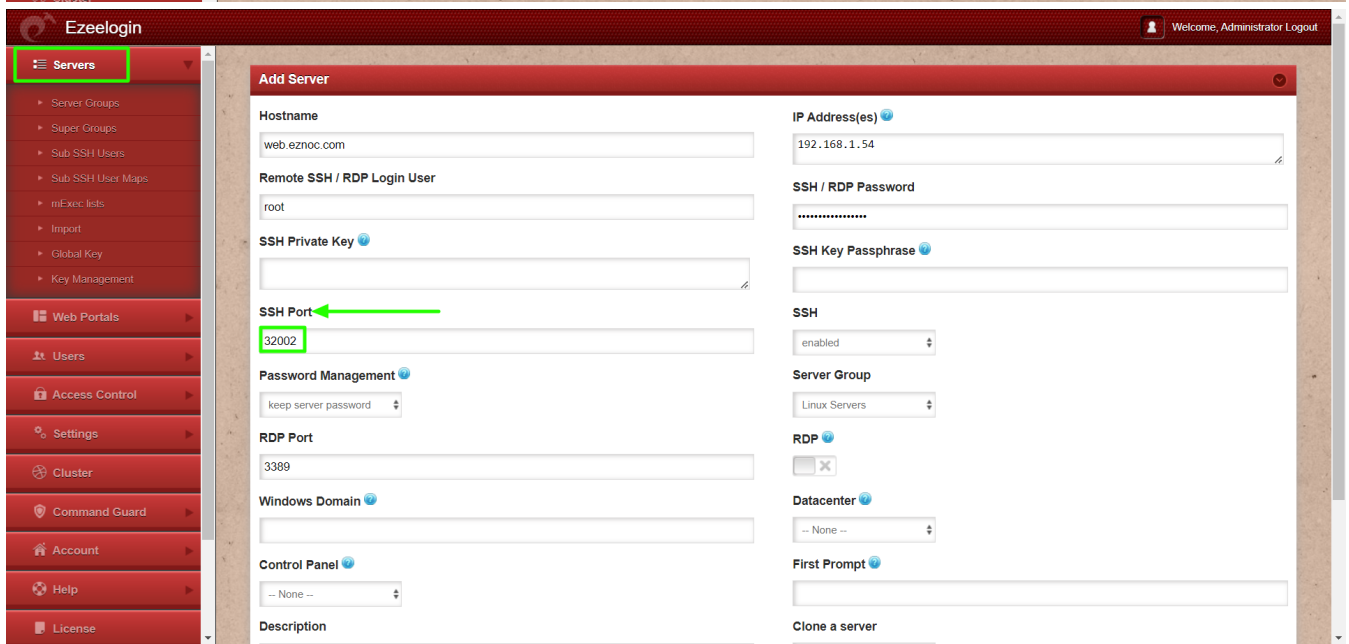 Ezeelogin
Welcome, Administrator Logout
Servers
Server Groups
Super Groups
Sub SSH Users
Sub SSH User Maps
mExec lists
Import
Global Key
Key Management
Web Portals
Users
Access Control
Settings
Cluster
Command Guard
Account
Help
License
Add Server
Hostname
web.eznoc.com
IP Address(es)
192.168.1.54
Remote SSH / RDP Login User
root
SSH / RDP Password
•••••••••••••••••
SSH Private Key
SSH Key Passphrase
SSH Port
32002
SSH
enabled
Password Management
keep server password
Server Group
Linux Servers
RDP Port
3389
RDP
Windows Domain
Datacenter
-- None --
Control Panel
-- None --
First Prompt
Description
Clone a server